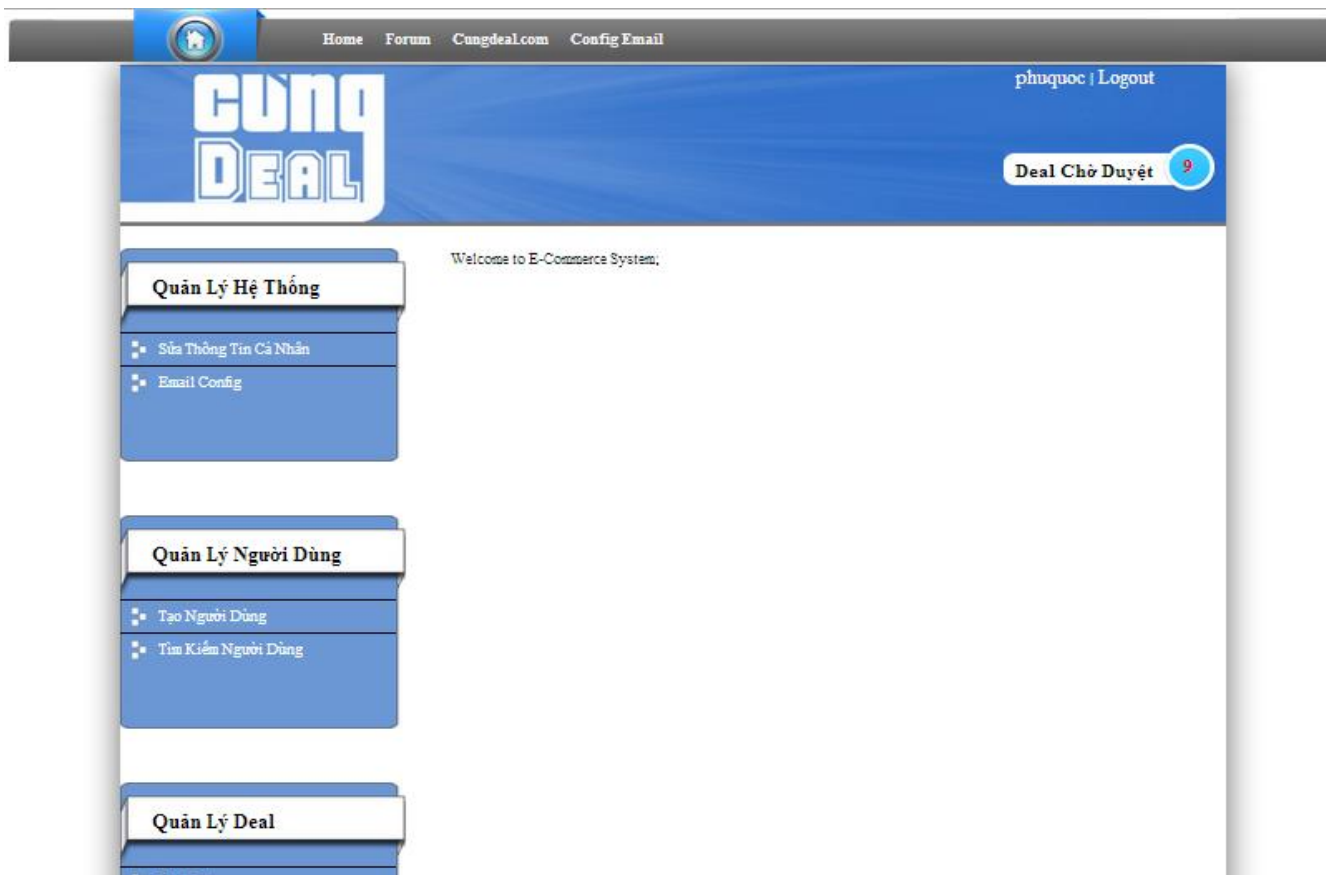 Home Forum Cungdeal.com Config Email
phuquoc | Logout
cùng
DEAL
Deal Chờ Duyệt 9
Welcome to E-Commerce System;
Quản Lý Hệ Thống
Sửa Thông Tin Cá Nhân
Email Config
Quản Lý Người Dùng
Tạo Người Dùng
Tìm Kiếm Người Dùng
Quản Lý Deal